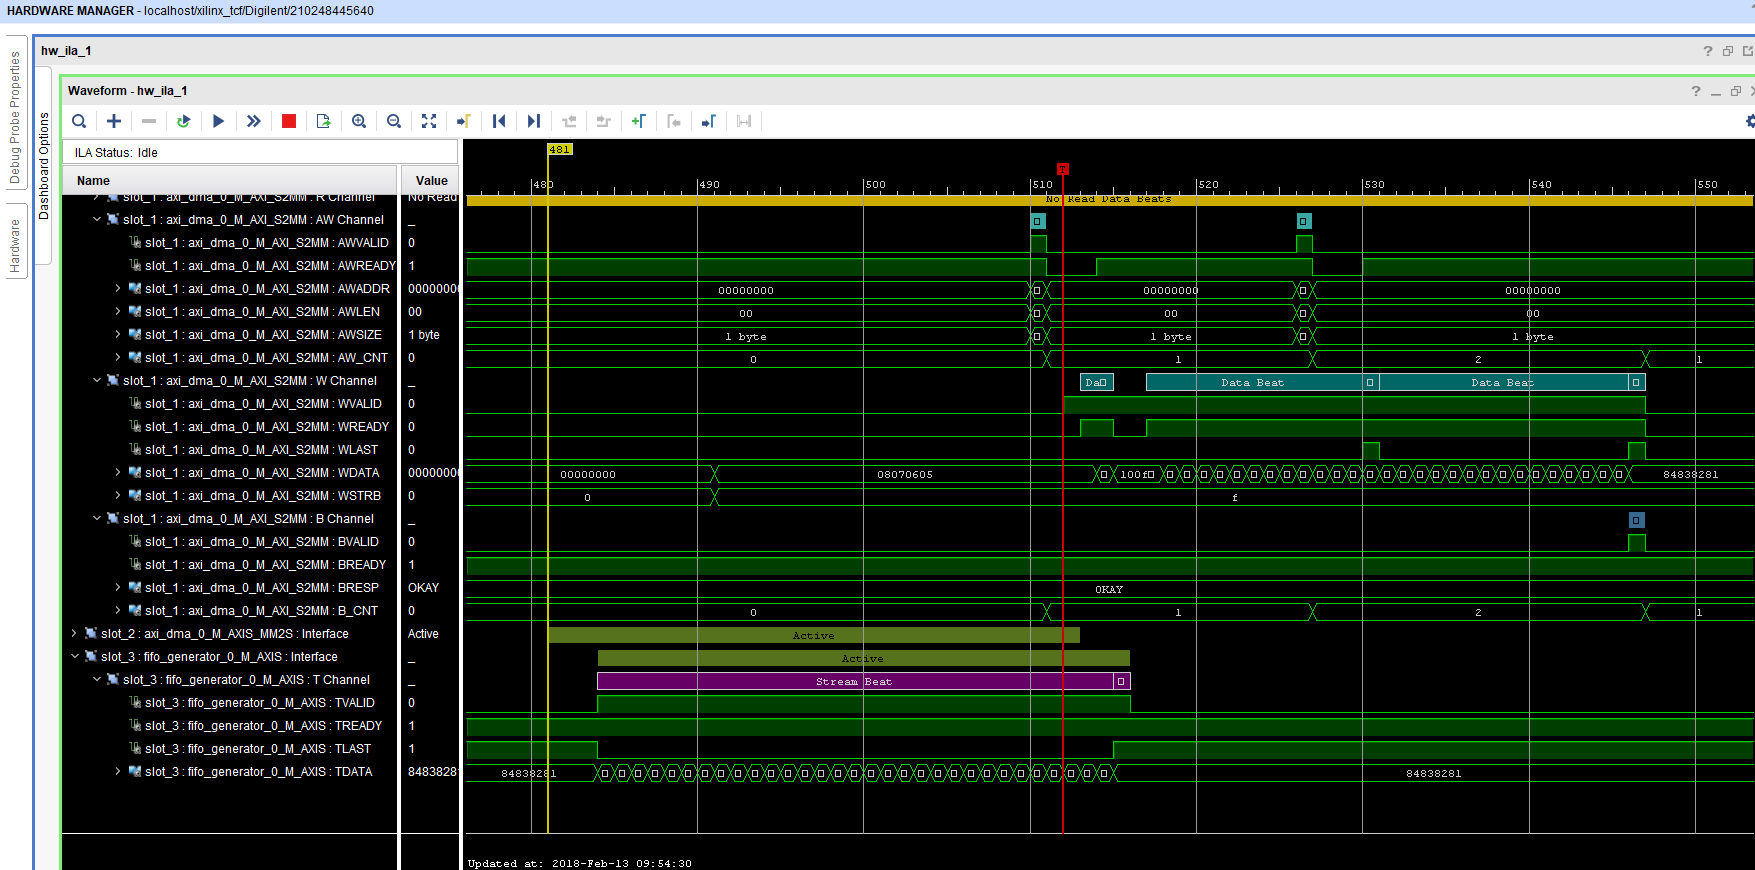 HARDWARE MANAGER - localhost/xilinx_tcf/Digilent/210248445640
Debug Probe Properties
Hardware
Dashboard Options
hw_ila_1
Waveform - hw_ila_1
ILA Status: Idle
Name Value
481
T
480 490 500 510 520 530 540 550
slot_1 : axi_dma_0_M_AXI_S2MM : R Channel No Read No Read Data Beats
slot_1 : axi_dma_0_M_AXI_S2MM : AW Channel _
slot_1 : axi_dma_0_M_AXI_S2MM : AWVALID 0
slot_1 : axi_dma_0_M_AXI_S2MM : AWREADY 1
slot_1 : axi_dma_0_M_AXI_S2MM : AWADDR 00000000 00000000 00000000 00000000
slot_1 : axi_dma_0_M_AXI_S2MM : AWLEN 00 00 00 00
slot_1 : axi_dma_0_M_AXI_S2MM : AWSIZE 1 byte 1 byte 1 byte 1 byte
slot_1 : axi_dma_0_M_AXI_S2MM : AW_CNT 0 0 1 2 1
slot_1 : axi_dma_0_M_AXI_S2MM : W Channel _ Da Data Beat Data Beat
slot_1 : axi_dma_0_M_AXI_S2MM : WVALID 0
slot_1 : axi_dma_0_M_AXI_S2MM : WREADY 0
slot_1 : axi_dma_0_M_AXI_S2MM : WLAST 0
slot_1 : axi_dma_0_M_AXI_S2MM : WDATA 00000000 00000000 08070605 100f 84838281
slot_1 : axi_dma_0_M_AXI_S2MM : WSTRB 0 0 f
slot_1 : axi_dma_0_M_AXI_S2MM : B Channel _
slot_1 : axi_dma_0_M_AXI_S2MM : BVALID 0
slot_1 : axi_dma_0_M_AXI_S2MM : BREADY 1
slot_1 : axi_dma_0_M_AXI_S2MM : BRESP OKAY OKAY
slot_1 : axi_dma_0_M_AXI_S2MM : B_CNT 0 0 1 2 1
slot_2 : axi_dma_0_M_AXIS_MM2S : Interface Active Active
slot_3 : fifo_generator_0_M_AXIS : Interface _ Active
slot_3 : fifo_generator_0_M_AXIS : T Channel _ Stream Beat
slot_3 : fifo_generator_0_M_AXIS : TVALID 0
slot_3 : fifo_generator_0_M_AXIS : TREADY 1
slot_3 : fifo_generator_0_M_AXIS : TLAST 1
slot_3 : fifo_generator_0_M_AXIS : TDATA 8483828 84838281 84838281
Updated at: 2018-Feb-13 09:54:30